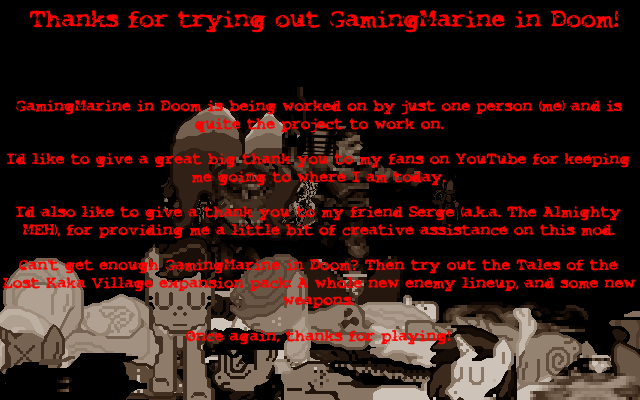 Thanks for trying out GamingMarine in Doom!
GamingMarine in Doom is being worked on by just one person (me) and is
quite the project to work on.
I'd like to give a great big thank you to my fans on YouTube for keeping
me going to where I am today.
I'd also like to give a thank you to my friend Serge (a.k.a. The Almighty
MEH), for providing me a little bit of creative assistance on this mod.
Can't get enough GamingMarine in Doom? Then try out the Tales of the
Lost Kaka Village expansion pack! A whole new enemy lineup, and some new
weapons.
Once again, thanks for playing!